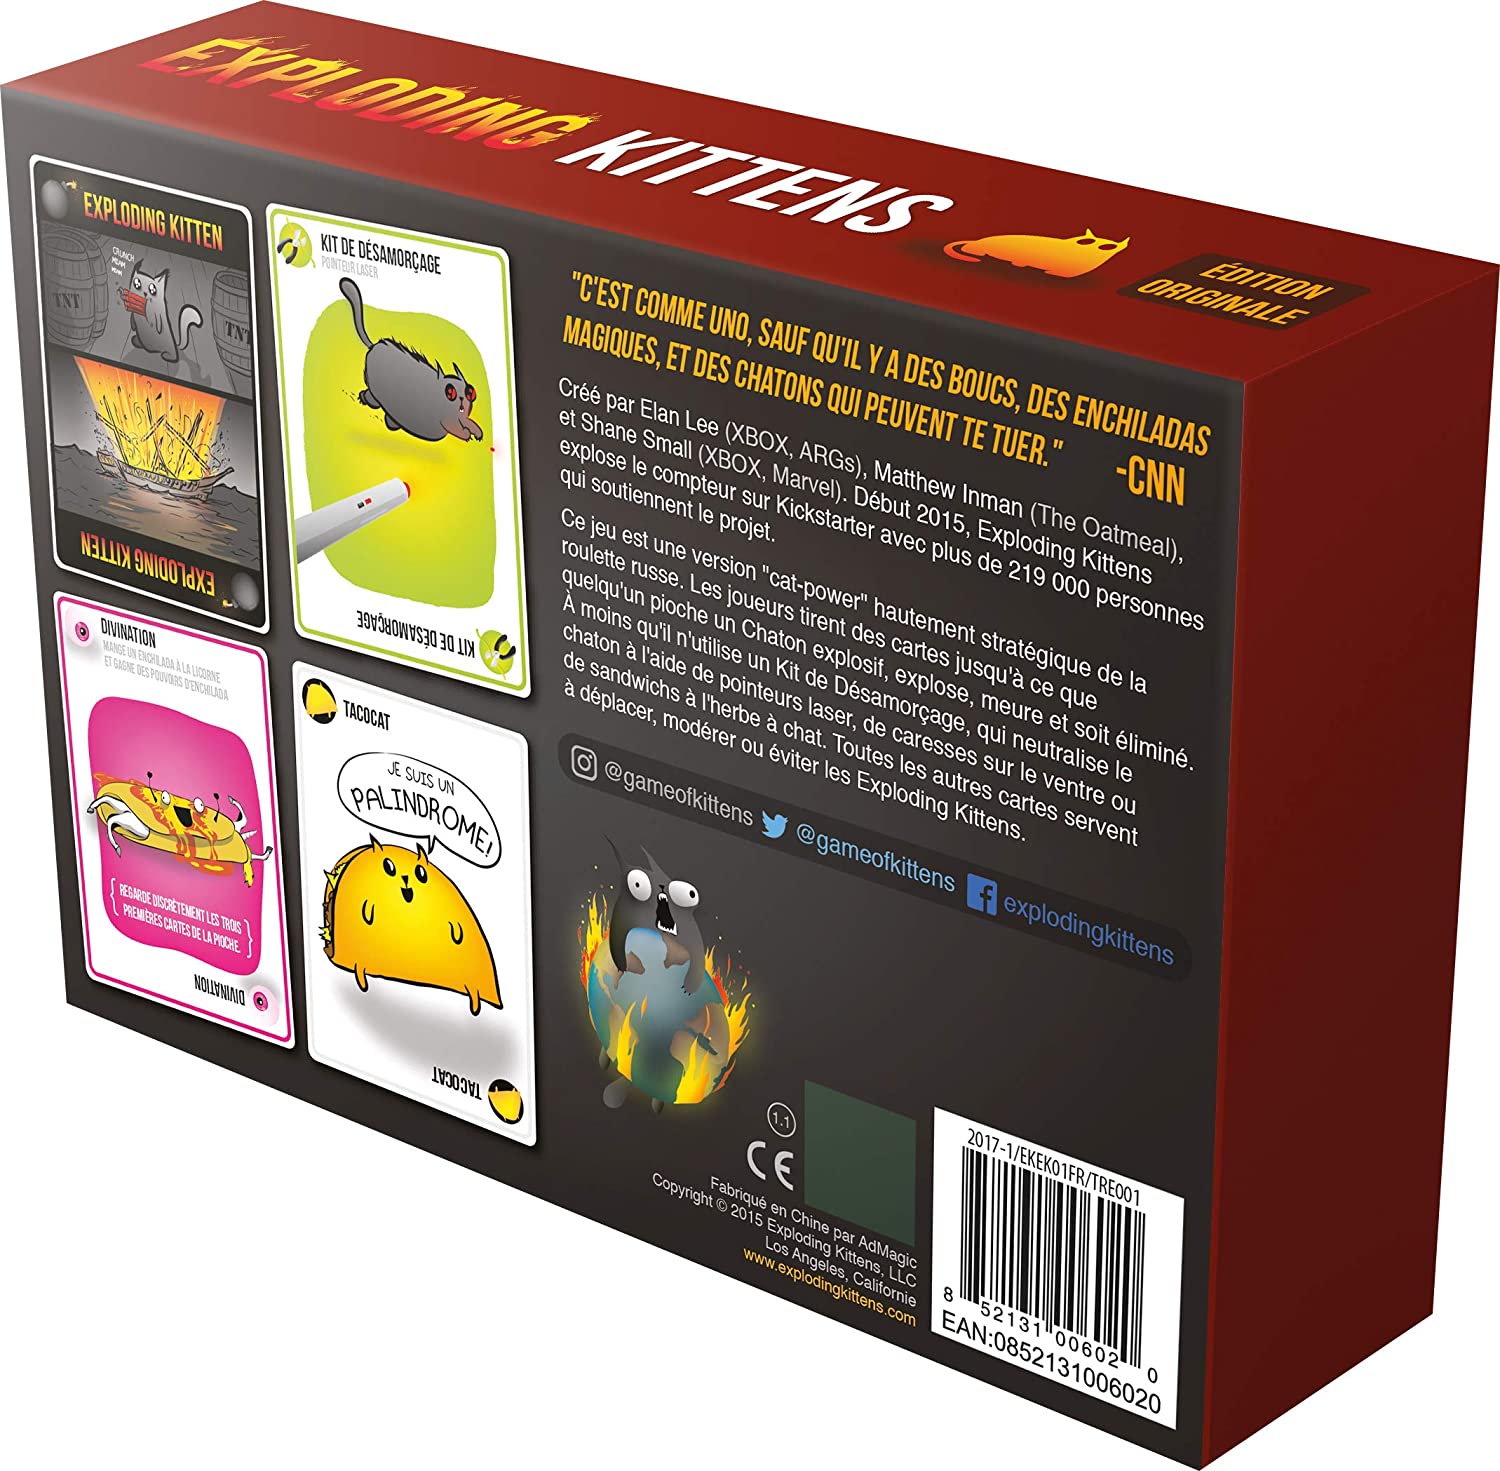 EXPLODING KITTENS
ÉDITION
ORIGINALE
EXPLODING KITTEN
CRUNCH
MEAM
MEAM
TNT
TNT
EXPLODING KITTEN
KIT DE DÉSAMORÇAGE
POINTEUR LASER
KIT DE DÉSAMORÇAGE
DIVINATION
MANGE UN ENCHILADA À LA LICORNE
ET GAGNE DES POUVOIRS D'ENCHILADA
{ REGARDE DISCRÈTEMENT LES TROIS
PREMIÈRES CARTES DE LA PIOCHE. }
DIVINATION
TACOCAT
JE SUIS UN
PALINDROME!
TACOCAT
"C'EST COMME UNO, SAUF QU'IL Y A DES BOUCS, DES ENCHILADAS
MAGIQUES, ET DES CHATONS QUI PEUVENT TE TUER."
-CNN
Créé par Elan Lee (XBOX, ARGs), Matthew Inman (The Oatmeal),
et Shane Small (XBOX, Marvel). Début 2015, Exploding Kittens
explose le compteur sur Kickstarter avec plus de 219 000 personnes
qui soutiennent le projet.
Ce jeu est une version "cat-power" hautement stratégique de la
roulette russe. Les joueurs tirent des cartes jusqu'à ce que
quelqu'un pioche un Chaton explosif, explose, meure et soit éliminé.
À moins qu'il n'utilise un Kit de Désamorçage, qui neutralise le
chaton à l'aide de pointeurs laser, de caresses sur le ventre ou
de sandwichs à l'herbe à chat. Toutes les autres cartes servent
à déplacer, modérer ou éviter les Exploding Kittens.
@gameofkittens @gameofkittens explodingkittens
1.1
CE
Fabriqué en Chine par AdMagic
Copyright © 2015 Exploding Kittens, LLC
Los Angeles, Californie
www.explodingkittens.com
2017-1/EKEK01FR/TRE001
8 52131 00602 0
EAN:0852131006020